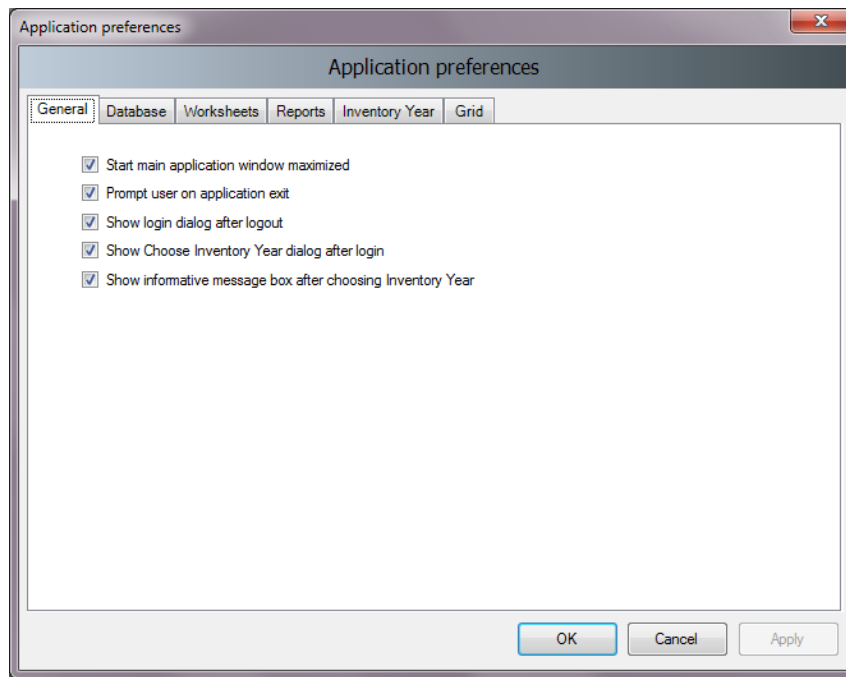 Application preferences
Application preferences
General Database Worksheets Reports Inventory Year Grid
Start main application window maximized
Prompt user on application exit
Show login dialog after logout
Show Choose Inventory Year dialog after login
Show informative message box after choosing Inventory Year
OK Cancel Apply